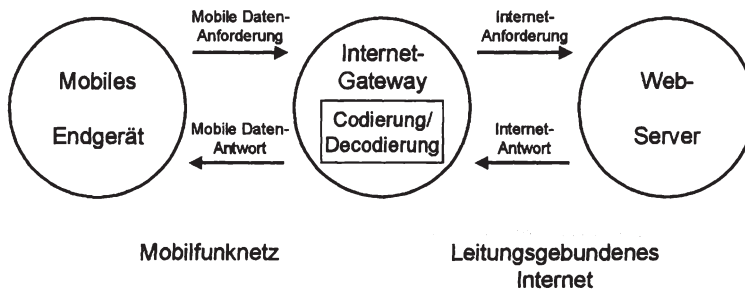 Mobile Daten-
Anforderung
Internet-
Anforderung
Mobiles
Endgerät
Internet-
Gateway
Codierung/
Decodierung
Web-
Server
Mobile Daten-
Antwort
Internet-
Antwort
Mobilfunknetz
Leitungsgebundenes
Internet